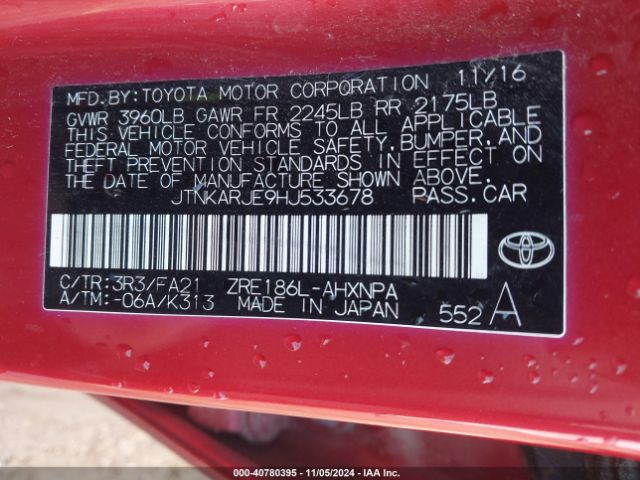 MFD. BY: TOYOTA MOTOR CORPORATION 11/16
GVWR 3960LB GAWR FR 2245LB RR 2175LB
THIS VEHICLE CONFORMS TO ALL APPLICABLE
FEDERAL MOTOR VEHICLE SAFETY, BUMPER, AND
THEFT PREVENTION STANDARDS IN EFFECT ON
THE DATE OF MANUFACTURE SHOWN ABOVE.
JTNKARJE9HJ533678 PASS. CAR
C/TR: 3R3/FA21 ZRE186L-AHXNPA
A/TM: -06A/K313 MADE IN JAPAN 552 A
000-40780395 - 11/05/2024 - IAA Inc.